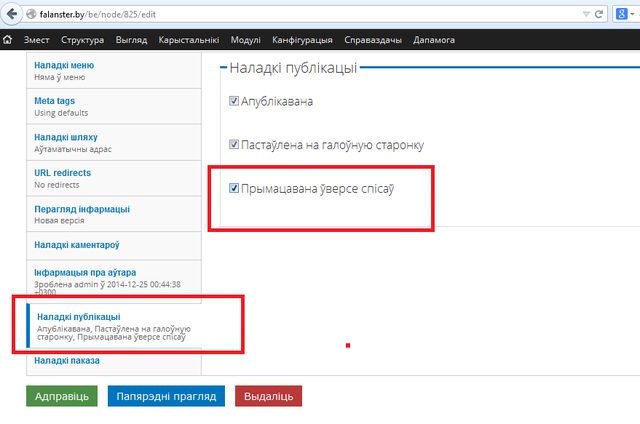 falanster.by/be/node/825/edit
Змест Структура Выгляд Карыстальнікі Модулі Канфігурацыя Справаздачы Дапамога
Наладкі меню
Няма ў меню
Meta tags
Using defaults
Наладкі шляху
Аўтаматычны адрас
URL redirects
No redirects
Перагляд інфармацыі
Новая версія
Наладкі каментароў
Інфармацыя пра аўтара
Зроблена admin ў 2014-12-25 00:44:38
+0300
Наладкі публікацыі
Апублікавана, Пастаўлена на галоўную
старонку, Прымацавана ўверсе спісаў
Наладкі паказа
Наладкі публікацыі
Апублікавана
Пастаўлена на галоўную старонку
Прымацавана ўверсе спісаў
Адправіць Папярэдні прагляд Выдаліць